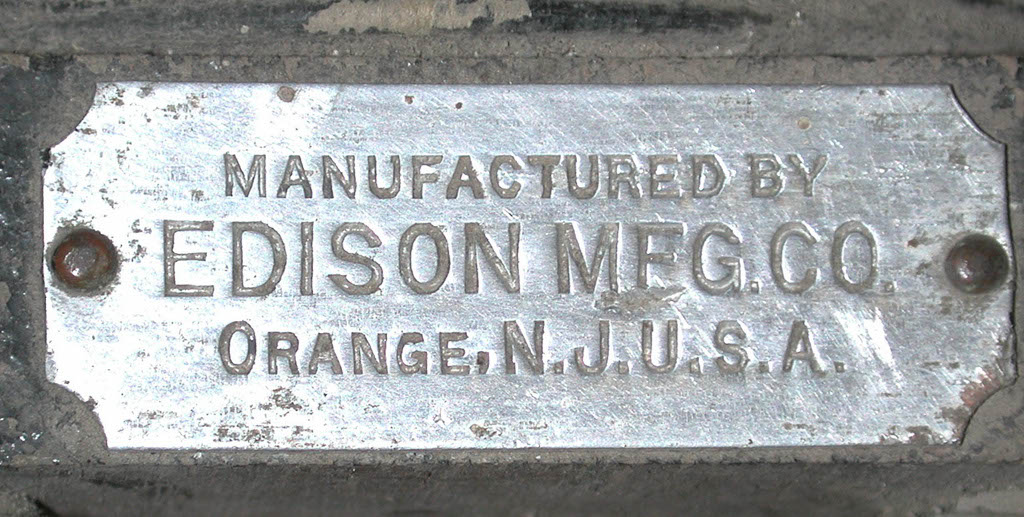 MANUFACTURED BY
EDISON MFG.CO.
ORANGE, N.J.U.S.A.